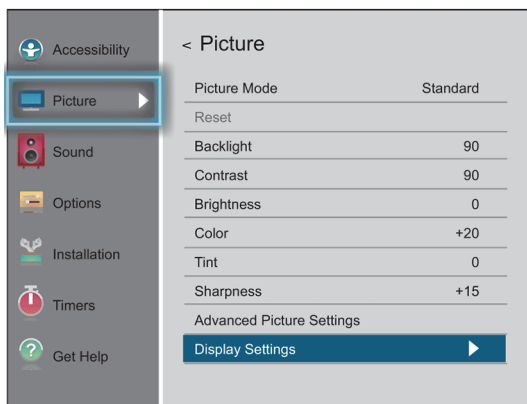 Accessibility
Picture
Sound
Options
Installation
Timers
Get Help
< Picture
Picture Mode Standard
Reset
Backlight 90
Contrast 90
Brightness 0
Color +20
Tint 0
Sharpness +15
Advanced Picture Settings
Display Settings